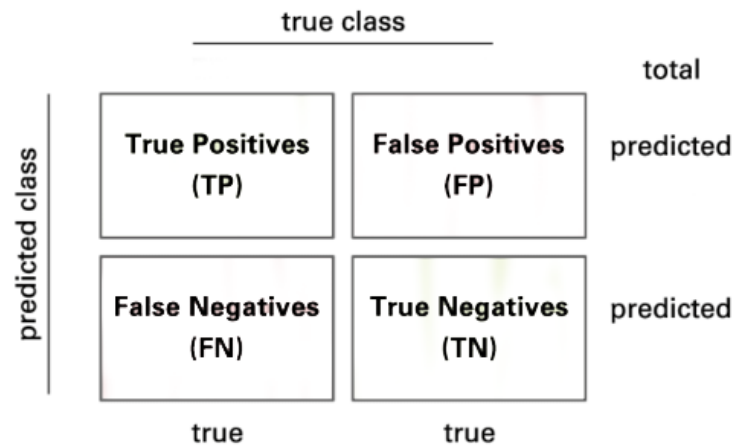 true class
total
predicted class
True Positives
(TP)
False Positives
(FP)
predicted
False Negatives
(FN)
True Negatives
(TN)
predicted
true
true